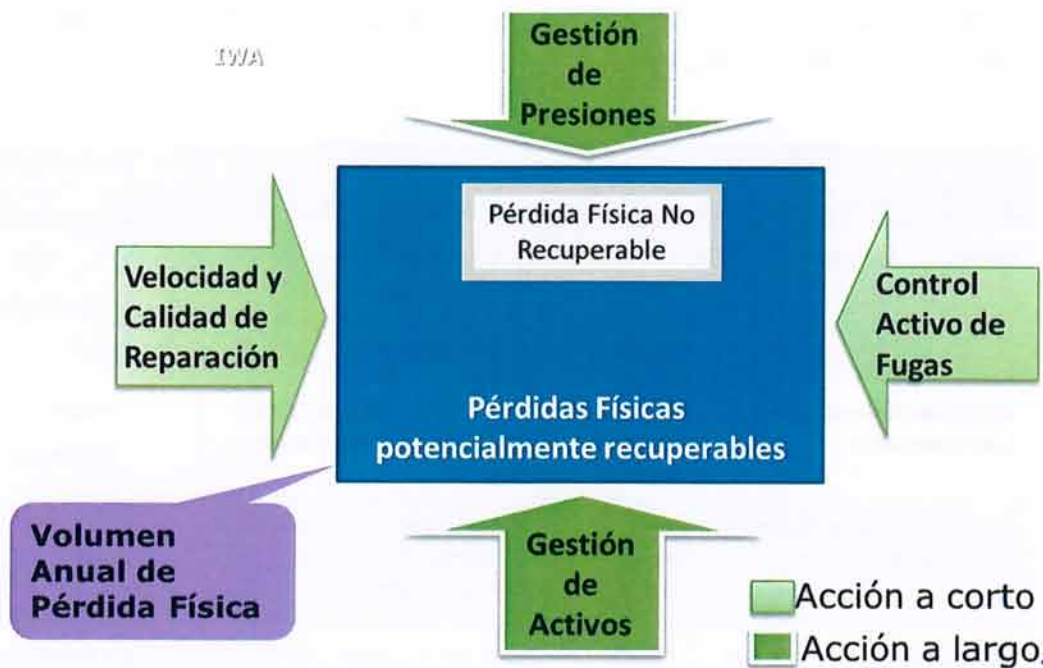 IWA
Gestión
de
Presiones
Pérdida Física No
Recuperable
Velocidad y
Calidad de
Reparación
Control
Activo de
Fugas
Pérdidas Físicas
potencialmente recuperables
Volumen
Anual de
Pérdida Física
Gestión
de
Activos
Acción a corto
Acción a largo.